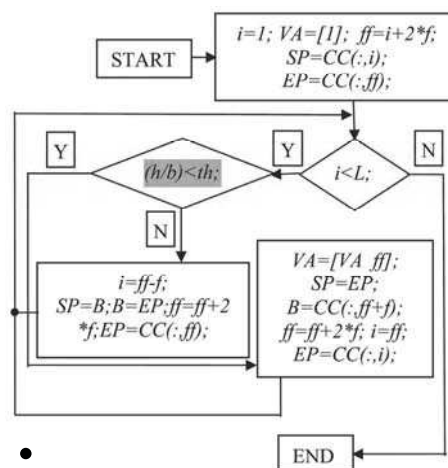 START
i=1; VA=[1]; ff=i+2*f;
SP=CC(:,i);
EP=CC(:,ff);
Y
Y
N
(h/b)<th;
i<L;
N
i=ff-f;
SP=B;B=EP;ff=ff+2
*f;EP=CC(:,ff);
VA=[VA ff];
SP=EP;
B=CC(:,ff+f);
ff=ff+2*f; i=ff;
EP=CC(:,i);
END